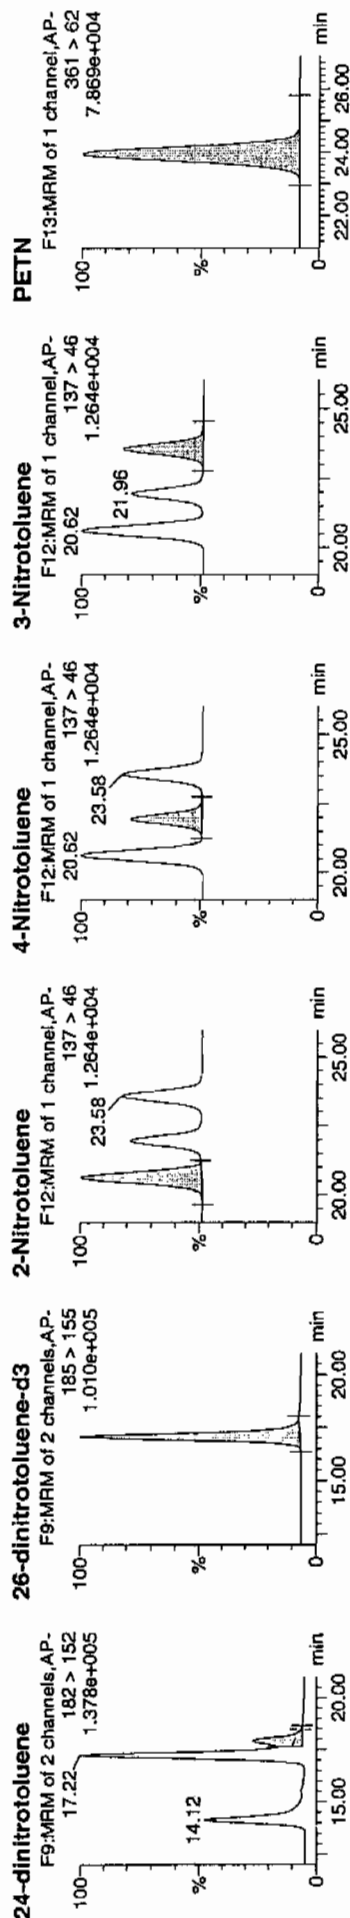 24-dinitrotoluene
F9:MRM of 2 channels,AP-
182 > 152
1.378e+005
17.22
14.12
100
%
0
15.00
20.00
min
26-dinitrotoluene-d3
F9:MRM of 2 channels,AP-
185 > 155
1.010e+005
100
%
0
15.00
20.00
min
2-Nitrotoluene
F12:MRM of 1 channel,AP-
137 > 46
1.264e+004
23.58
100
%
0
20.00
25.00
min
4-Nitrotoluene
F12:MRM of 1 channel,AP-
137 > 46
1.264e+004
20.62
23.58
100
%
0
20.00
25.00
min
3-Nitrotoluene
F12:MRM of 1 channel,AP-
137 > 46
1.264e+004
20.62
21.96
100
%
0
20.00
25.00
min
PETN
F13:MRM of 1 channel,AP-
361 > 62
7.869e+004
100
%
0
22.00
24.00
26.00
min